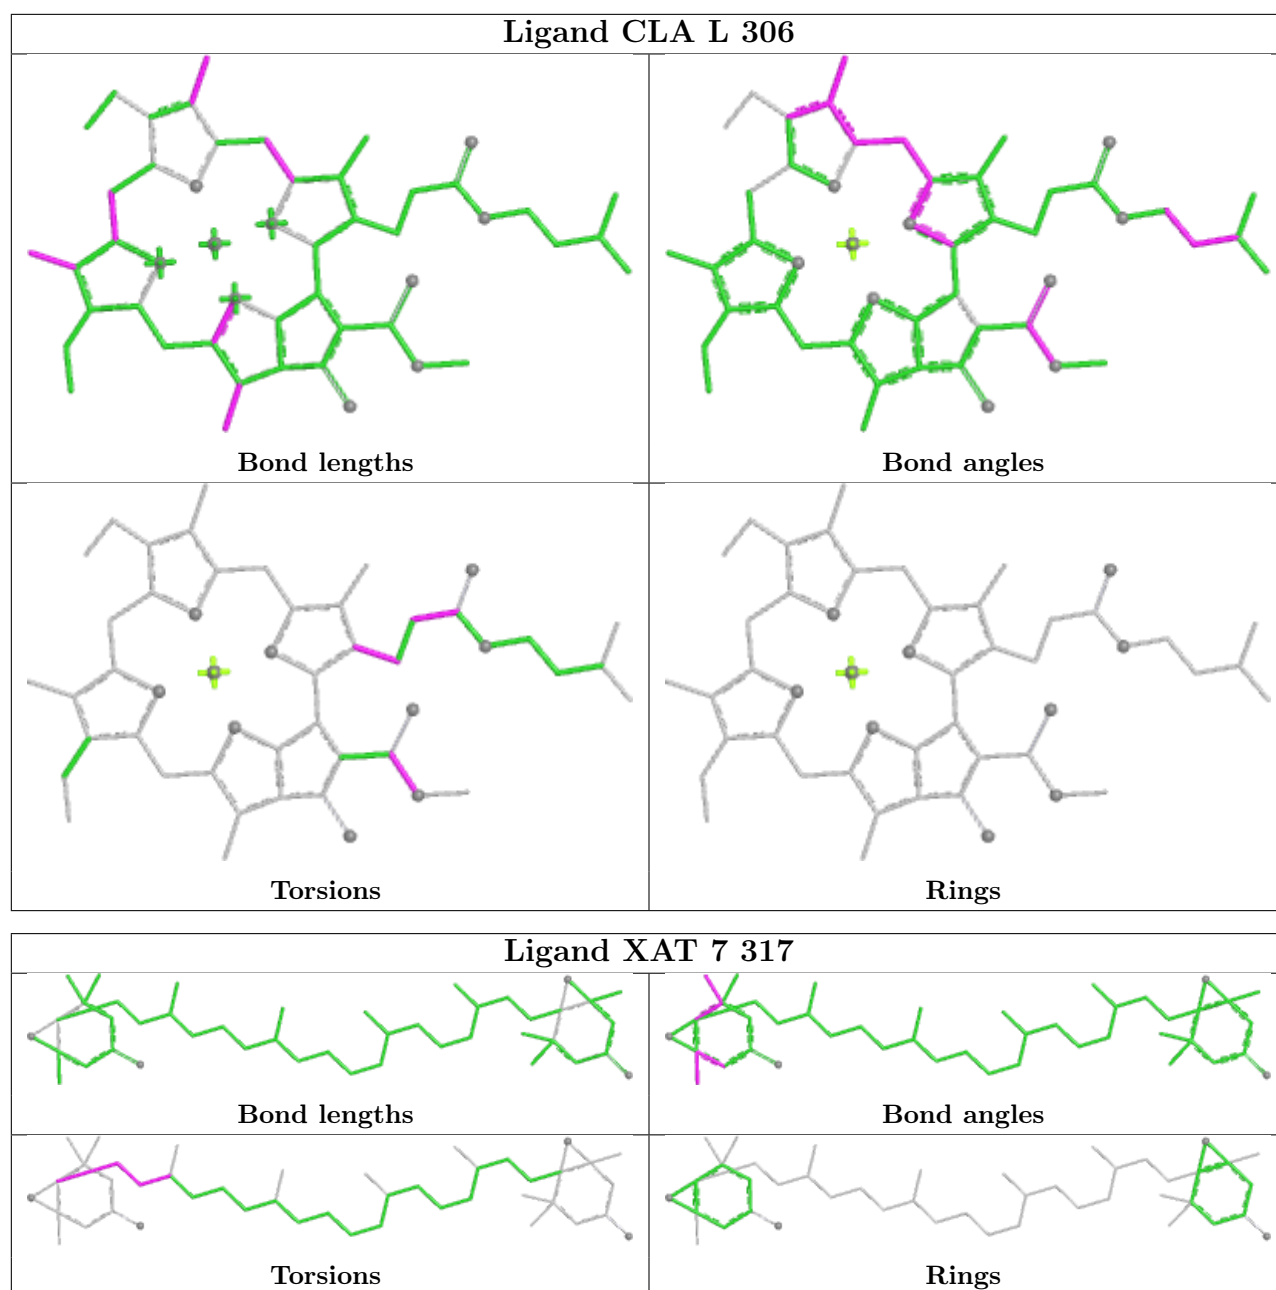 Ligand CLA L 306
Bond lengths
Bond angles
Torsions
Rings
Ligand XAT 7 317
Bond lengths
Bond angles
Torsions
Rings